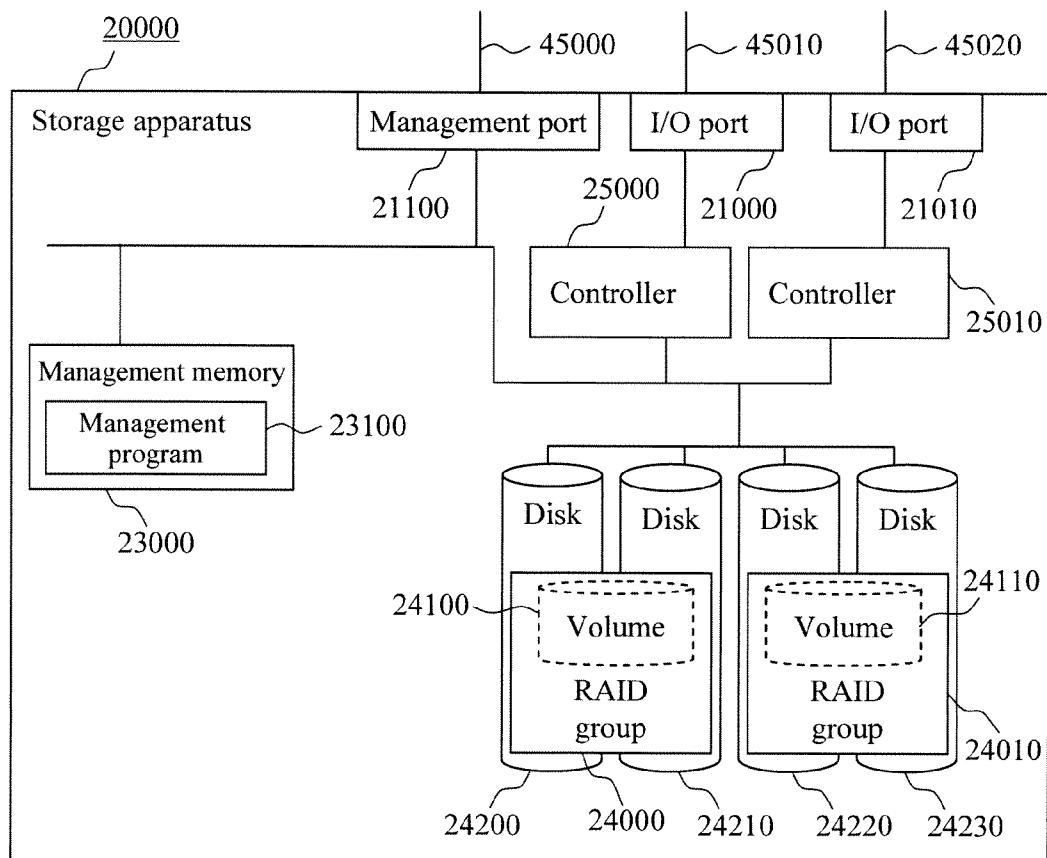 20000
45000
45010
45020
Storage apparatus
Management port
I/O port
I/O port
21100
25000
21000
21010
Controller
Controller
25010
Management memory
Management
program
23100
23000
Disk
Disk
Disk
Disk
24100
24110
Volume
Volume
RAID
group
RAID
group
24010
24200
24000
24210
24220
24230